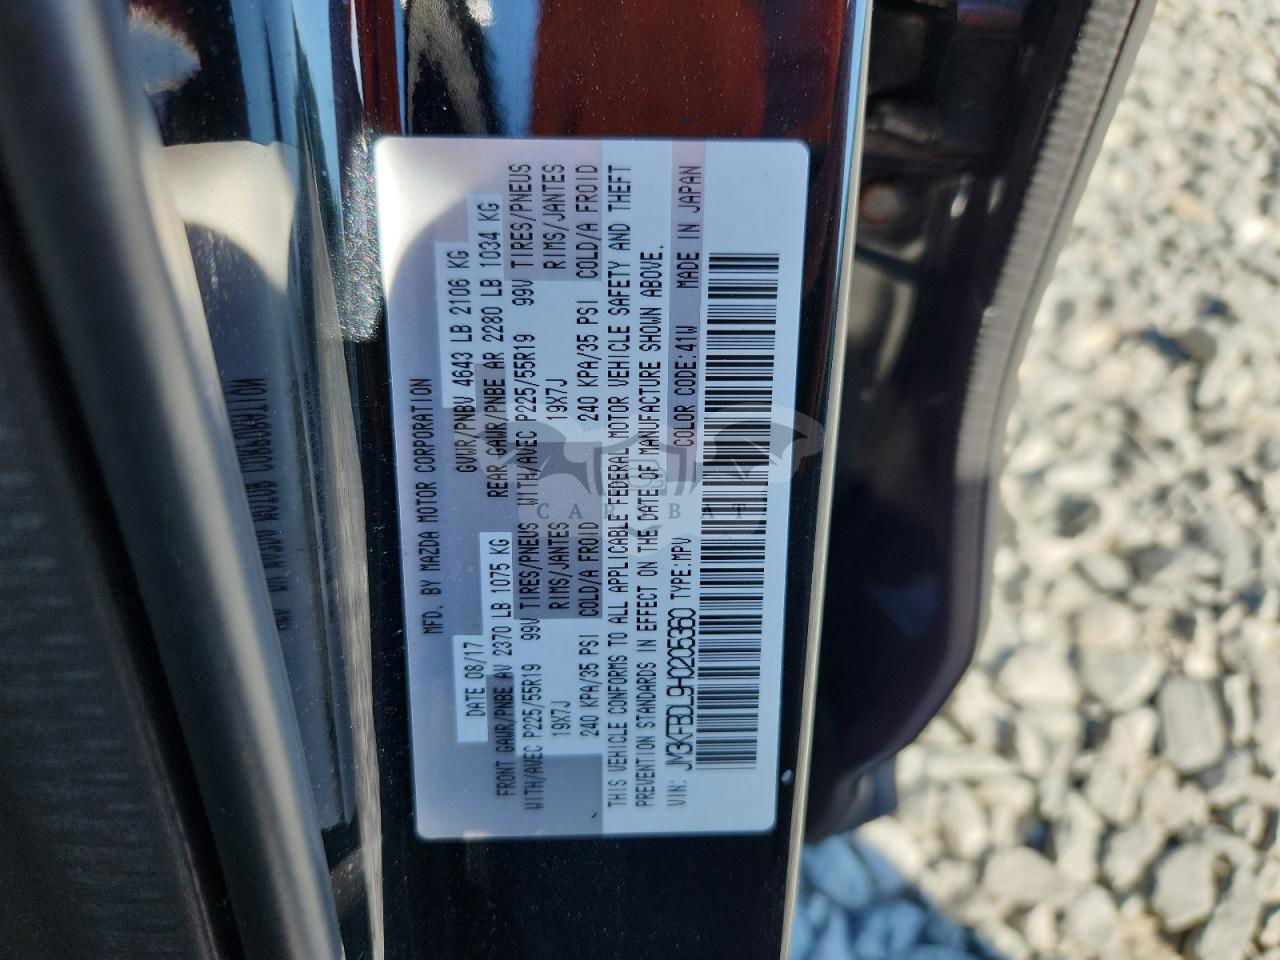 MFD. BY MAZDA MOTOR CORPORATION
DATE 08/17 GVWR/PNBV 4643 LB 2106 KG
FRONT GAWR/PNBE AV 2370 LB 1075 KG REAR GAWR/PNBE AR 2280 LB 1034 KG
WITH/AVEC P225/55R19 99V TIRES/PNEUS WITH/AVEC P225/55R19 99V TIRES/PNEUS
19X7J RIMS/JANTES 19X7J RIMS/JANTES
240 KPA/35 PSI COLD/A FROID 240 KPA/35 PSI COLD/A FROID
THIS VEHICLE CONFORMS TO ALL APPLICABLE FEDERAL MOTOR VEHICLE SAFETY AND THEFT
PREVENTION STANDARDS IN EFFECT ON THE DATE OF MANUFACTURE SHOWN ABOVE.
VIN: JM3KFBDL9H0205360 TYPE:MPV COLOR CODE:41W MADE IN JAPAN
CARSBAT